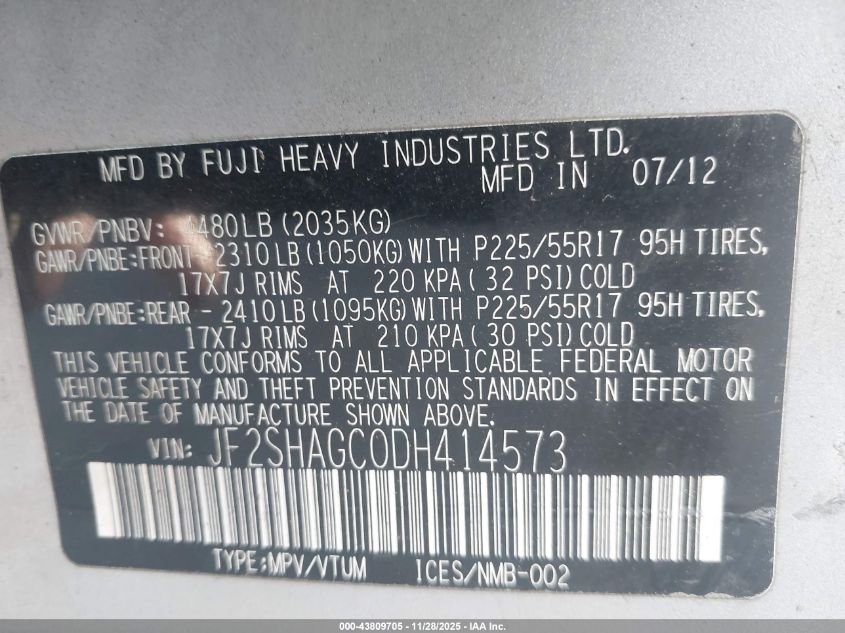 MFD BY FUJI HEAVY INDUSTRIES LTD.
MFD IN 07/12
GVWR/PNBV: 4480LB (2035KG)
GAWR/PNBE:FRONT - 2310LB (1050KG) WITH P225/55R17 95H TIRES,
17X7J RIMS AT 220 KPA ( 32 PSI) COLD
GAWR/PNBE:REAR - 2410LB (1095KG) WITH P225/55R17 95H TIRES,
17X7J RIMS AT 210 KPA ( 30 PSI) COLD
THIS VEHICLE CONFORMS TO ALL APPLICABLE FEDERAL MOTOR
VEHICLE SAFETY AND THEFT PREVENTION STANDARDS IN EFFECT ON
THE DATE OF MANUFACTURE SHOWN ABOVE.
VIN: JF2SHAGC0DH414573
TYPE:MPV/VTUM ICES/NMB-002
000-43809705 - 11/28/2025 - IAA Inc.